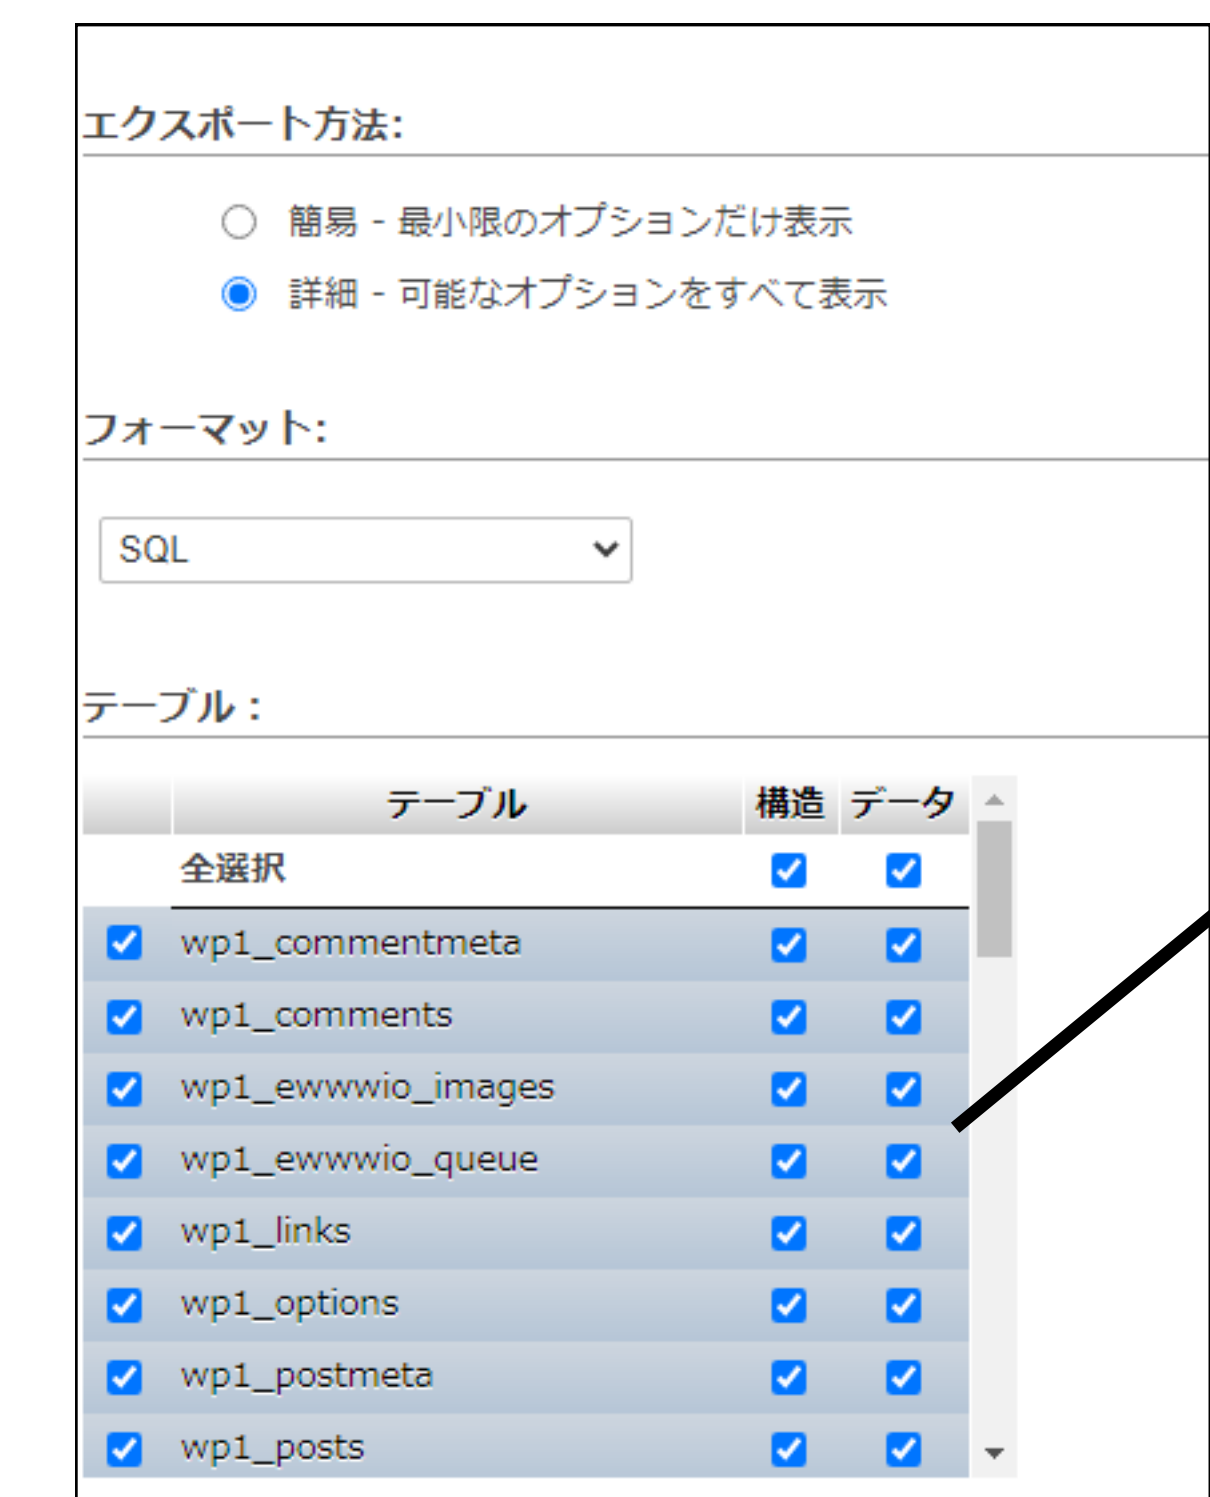 エクスポート方法:
簡易 - 最小限のオプションだけ表示
詳細 - 可能なオプションをすべて表示
フォーマット:
SQL
テーブル :
テーブル 構造 データ
全選択
wp1_commentmeta
wp1_comments
wp1_ewwwio_images
wp1_ewwwio_queue
wp1_links
wp1_options
wp1_postmeta
wp1_posts